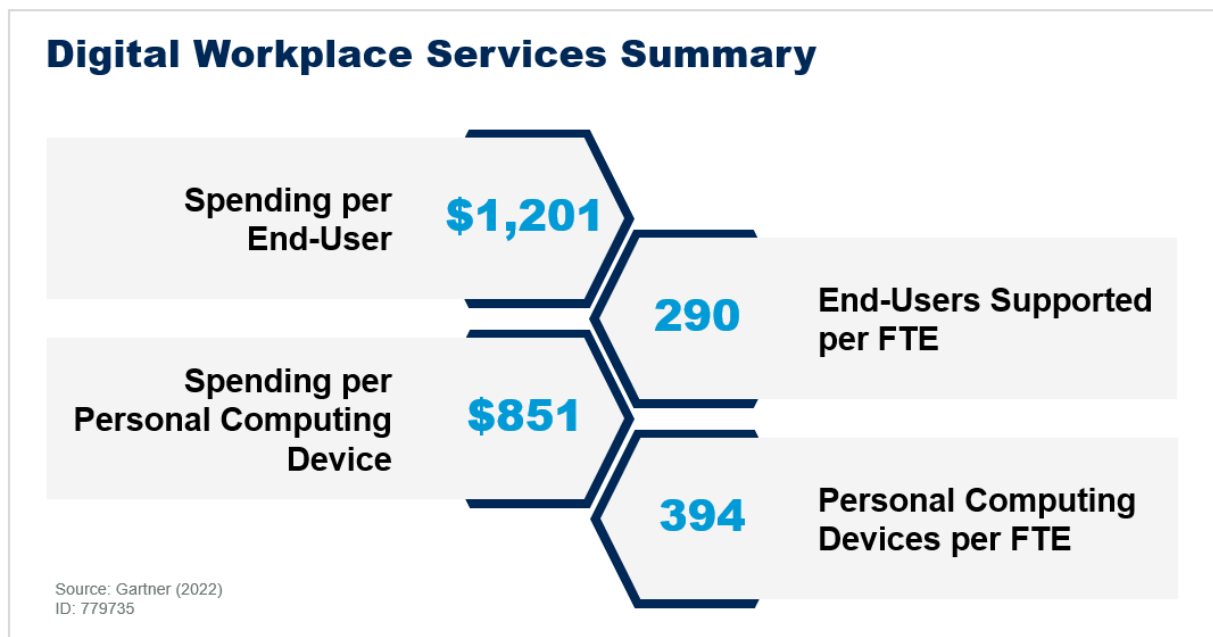 Digital Workplace Services Summary
Spending per
End-User
$1,201
290
End-Users Supported
per FTE
Spending per
Personal Computing
Device
$851
394
Personal Computing
Devices per FTE
Source: Gartner (2022)
ID: 779735